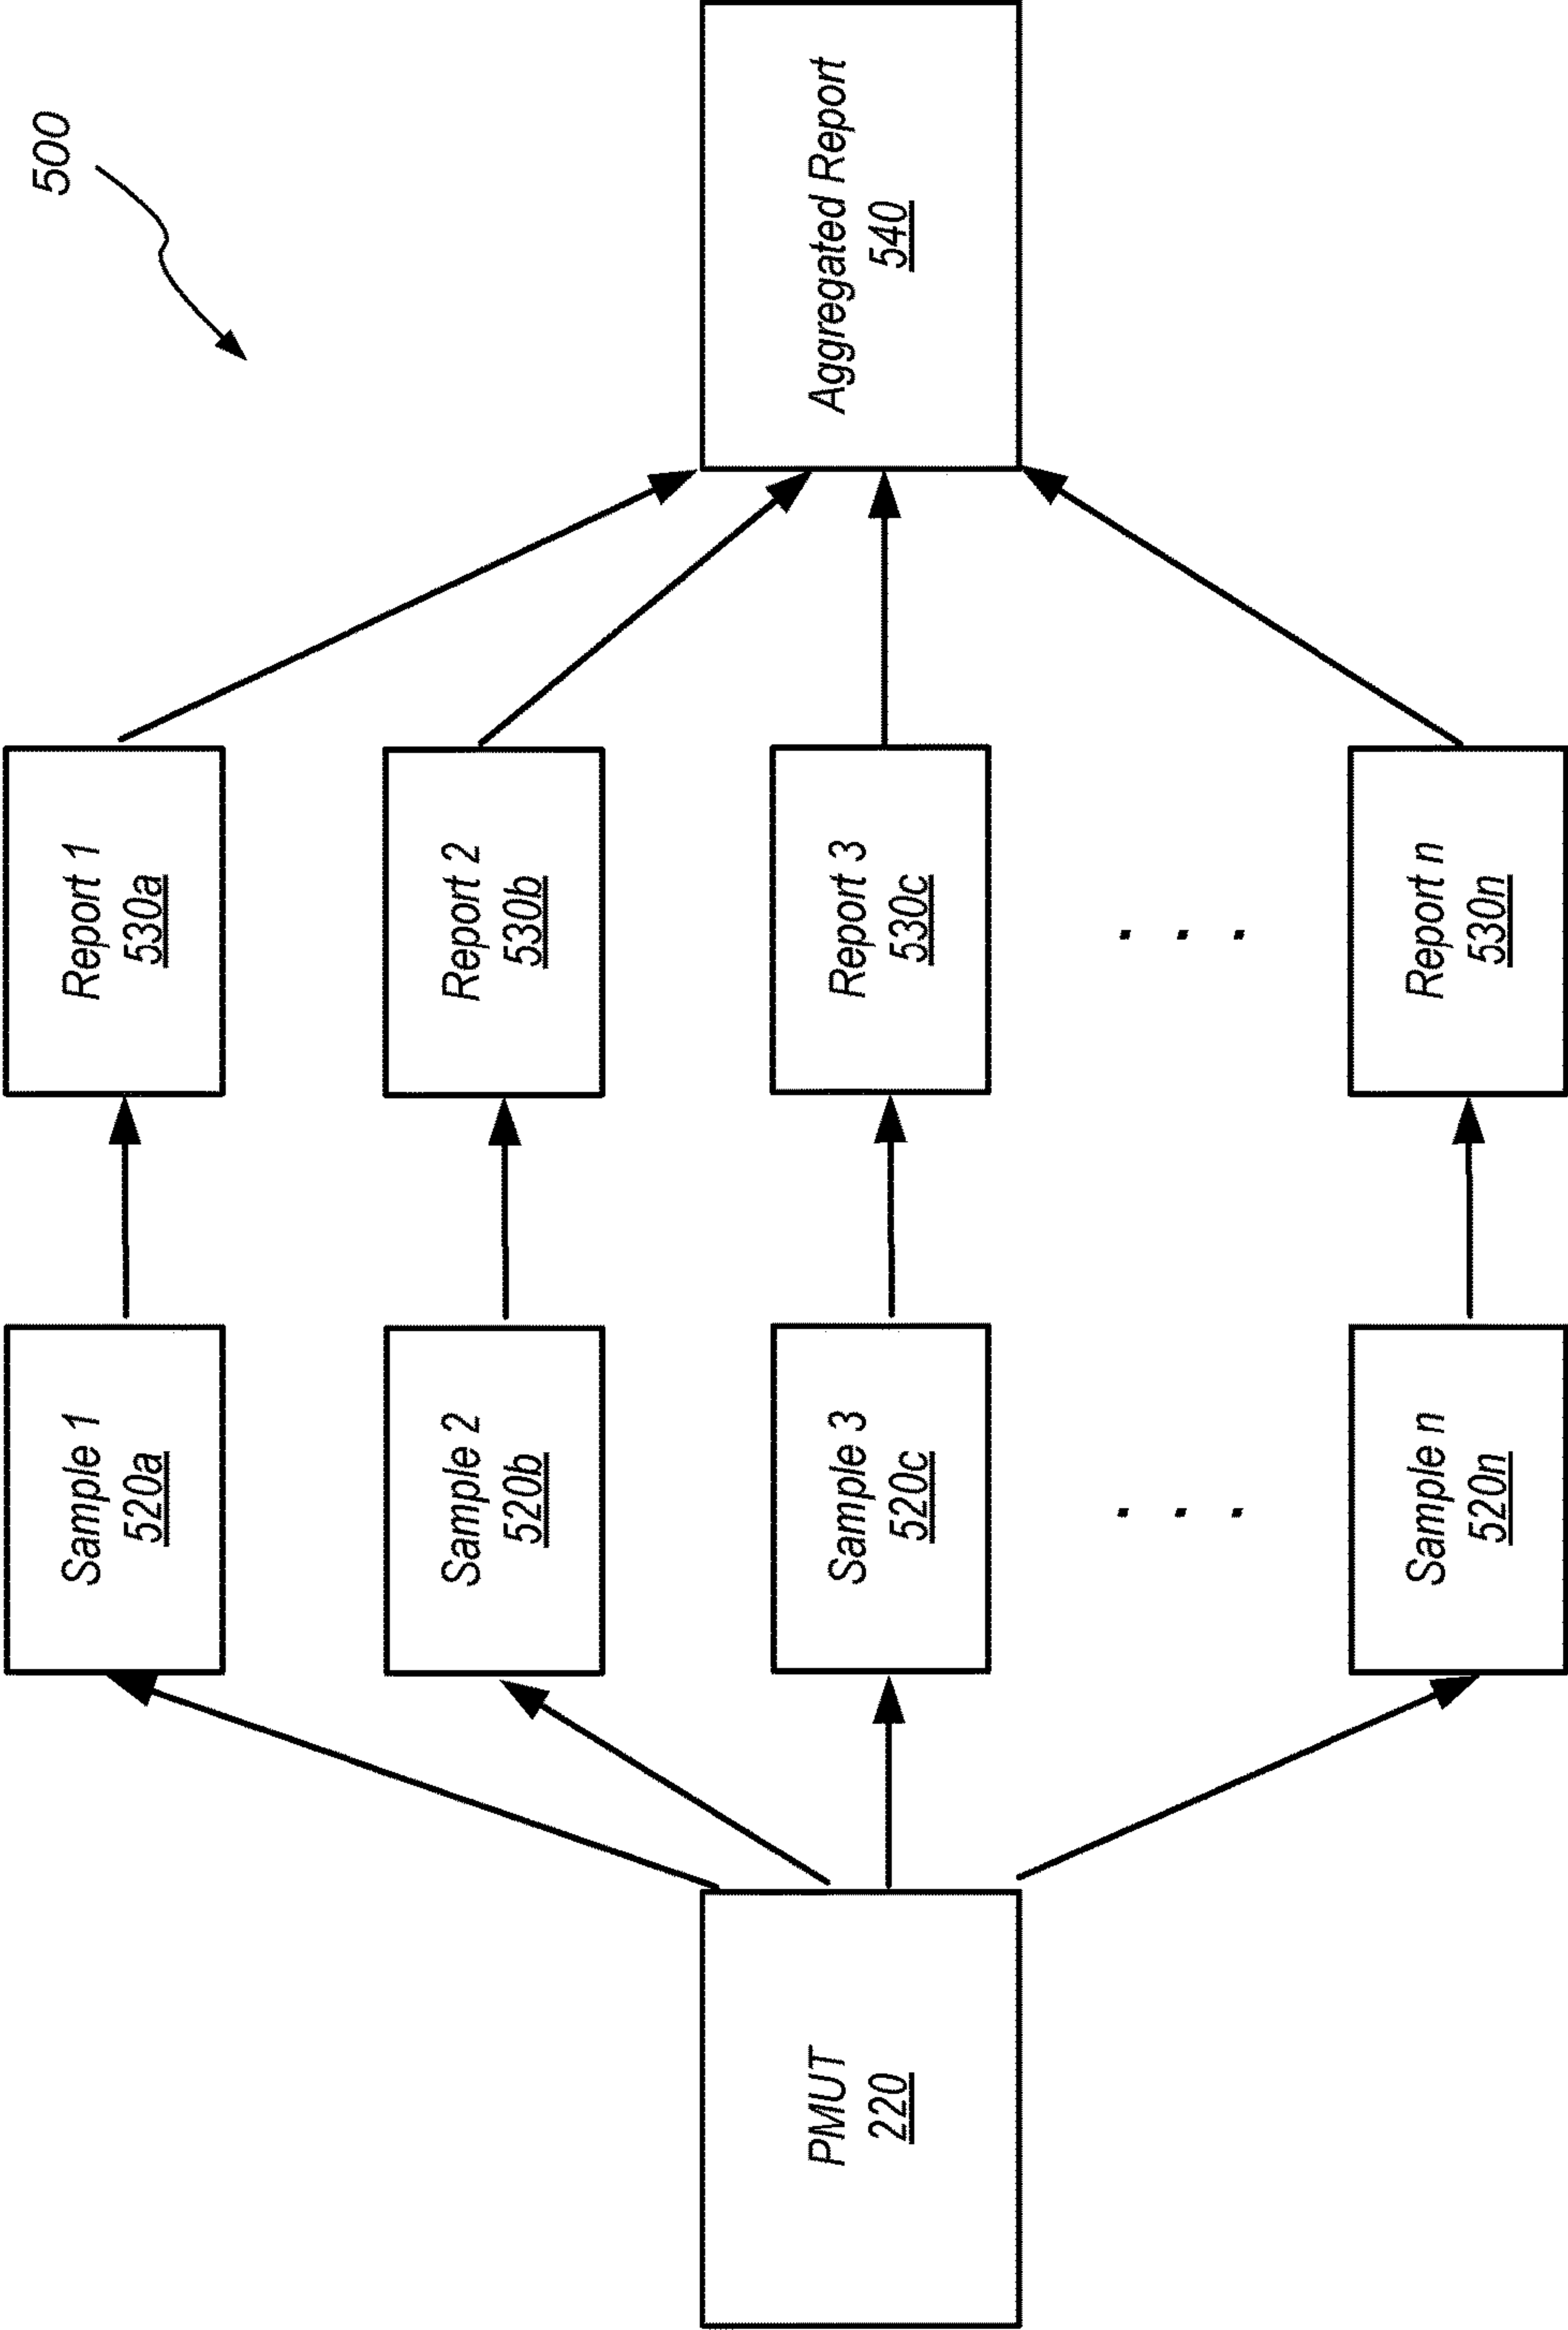 500
PMUT
220
Sample 1
520a
Sample 2
520b
Sample 3
520c
. . .
Sample n
520n
Report 1
530a
Report 2
530b
Report 3
530c
. . .
Report n
530n
Aggregated Report
540